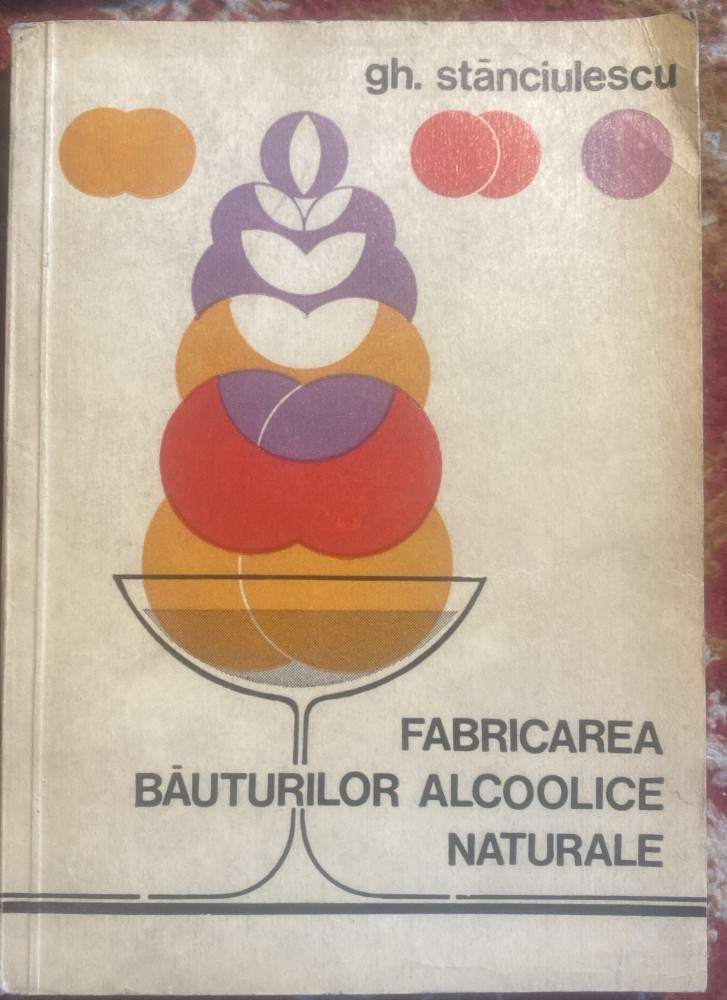 gh. stănciulescu
FABRICAREA
BĂUTURILOR ALCOOLICE
NATURALE